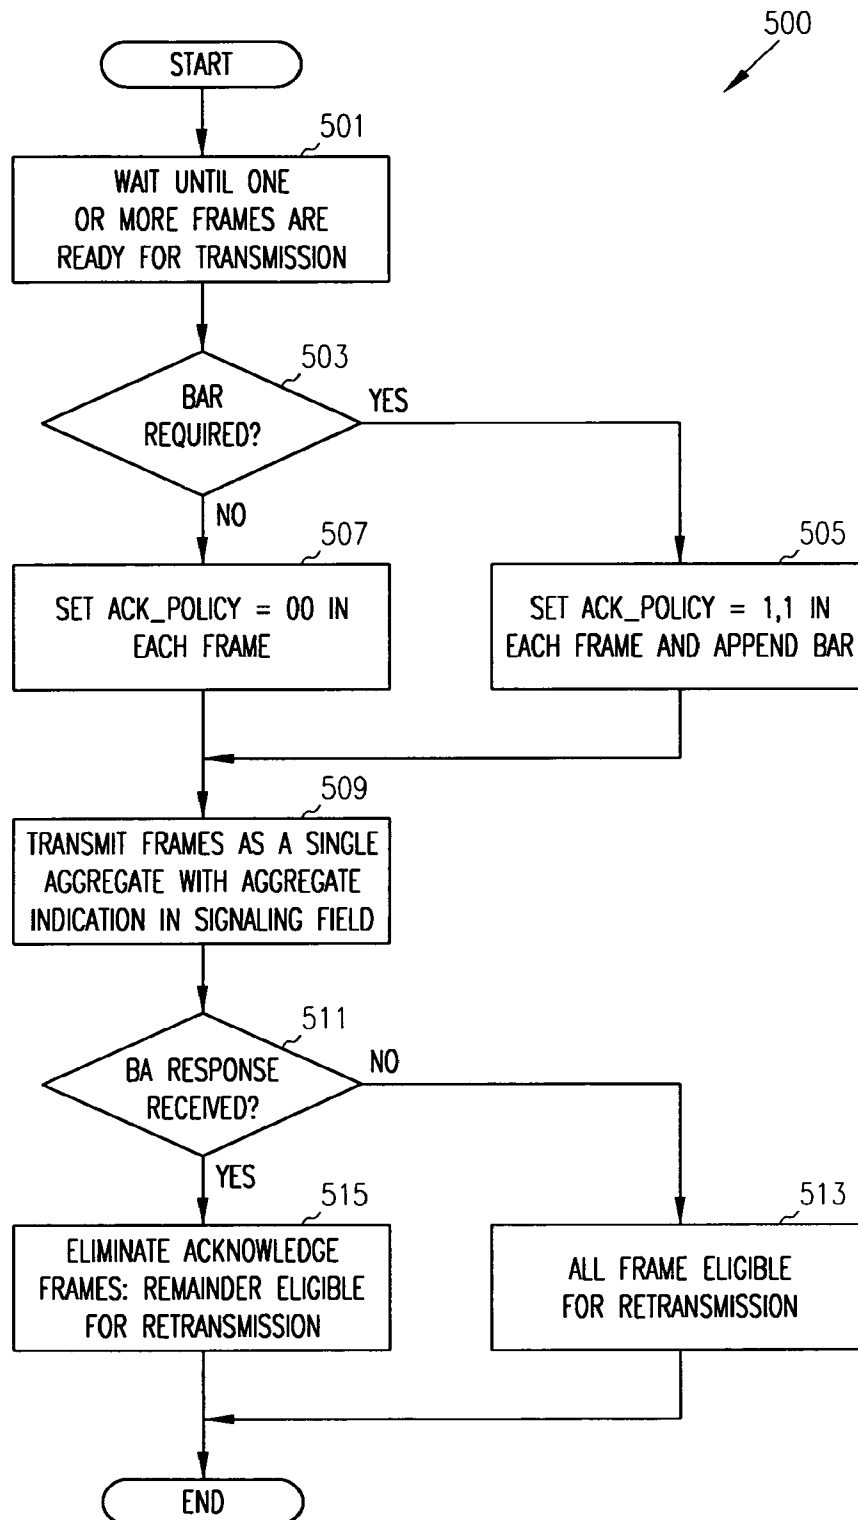 500
START
501
WAIT UNTIL ONE
OR MORE FRAMES ARE
READY FOR TRANSMISSION
503
BAR
REQUIRED?
YES
NO
507
SET ACK_POLICY = 00 IN
EACH FRAME
505
SET ACK_POLICY = 1,1 IN
EACH FRAME AND APPEND BAR
509
TRANSMIT FRAMES AS A SINGLE
AGGREGATE WITH AGGREGATE
INDICATION IN SIGNALING FIELD
511
BA RESPONSE
RECEIVED?
NO
YES
515
ELIMINATE ACKNOWLEDGE
FRAMES: REMAINDER ELIGIBLE
FOR RETRANSMISSION
513
ALL FRAME ELIGIBLE
FOR RETRANSMISSION
END